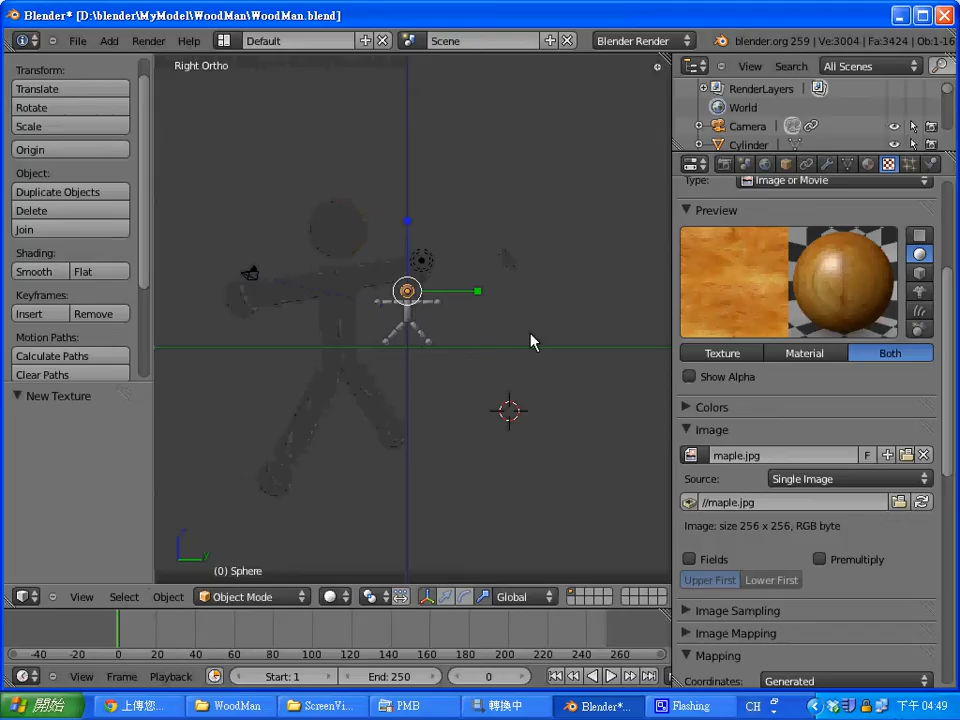 Blender* [D:\blender\MyModel\WoodMan\WoodMan.blend]
File Add Render Help Default Scene Blender Render blender.org 259 | Ve:3004 | Fa:3424 | Ob:1-16
Transform:
Translate
Rotate
Scale
Origin
Object:
Duplicate Objects
Delete
Join
Shading:
Smooth Flat
Keyframes:
Insert Remove
Motion Paths:
Calculate Paths
Clear Paths
New Texture
Right Ortho
(0) Sphere
View Select Object Object Mode Global
-40 -20 0 20 40 60 80 100 120 140 160 180 200 220 240 260
View Frame Playback Start: 1 End: 250 0
View Search All Scenes
RenderLayers
World
Camera
Cylinder
Type: Image or Movie
Preview
Texture Material Both
Show Alpha
Colors
Image
maple.jpg F
Source: Single Image
//maple.jpg
Image: size 256 x 256, RGB byte
Fields Premultiply
Upper First Lower First
Image Sampling
Image Mapping
Mapping
Coordinates: Generated
開始 上傳您... WoodMan ScreenVi... PMB 轉換中 Blender*... Flashing CH 下午 04:49